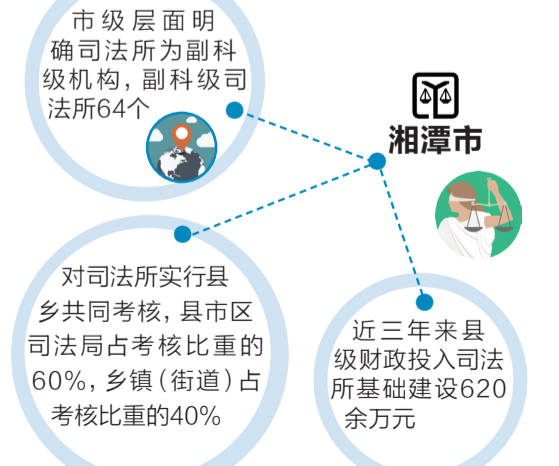 市级层面明
确司法所为副科
级机构，副科级司
法所64个
湘潭市
对司法所实行县
乡共同考核，县市区
司法局占考核比重的
60%，乡镇（街道）占
考核比重的40%
近三年来县
级财政投入司法
所基础建设620
余万元